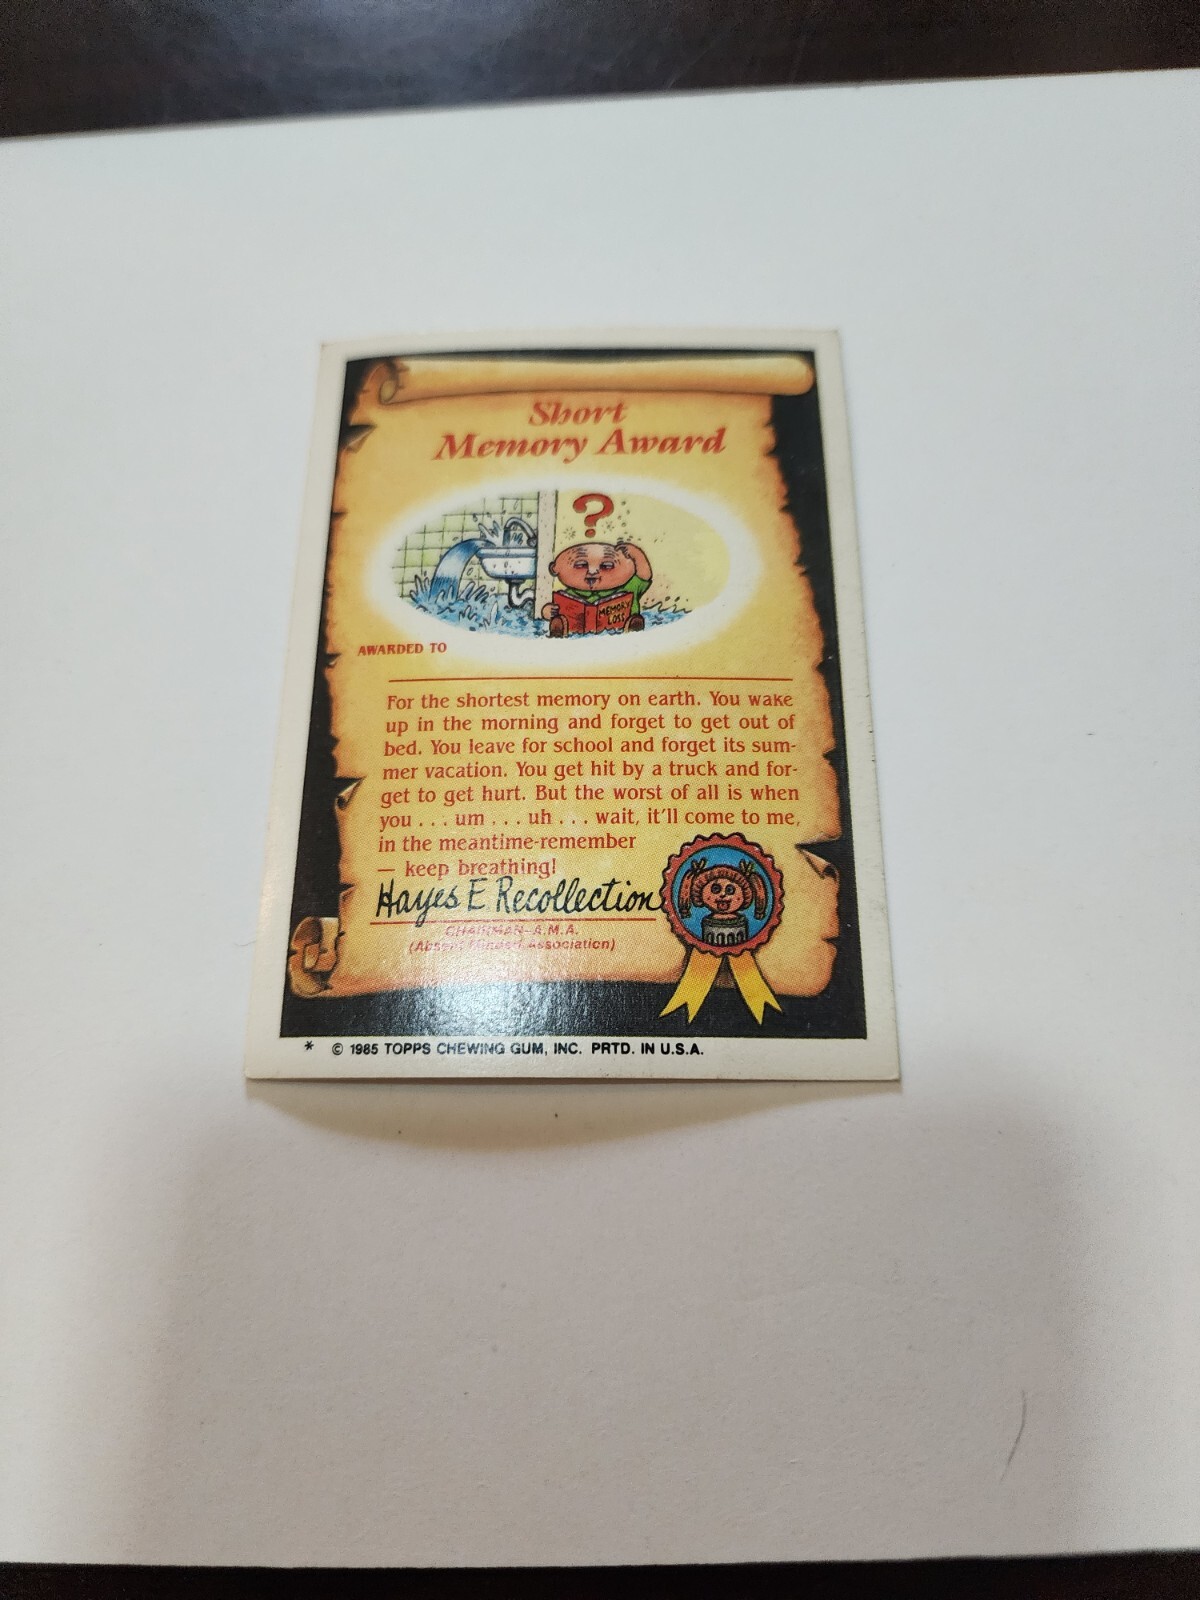 Short
Memory Award
?
MEMORY
LOSS
AWARDED TO
For the shortest memory on earth. You wake
up in the morning and forget to get out of
bed. You leave for school and forget its sum-
mer vacation. You get hit by a truck and for-
get to get hurt. But the worst of all is when
you . . . um . . . uh . . . wait, it'll come to me,
in the meantime-remember
— keep breathing!
Hayes E Recollection
CHAIRMAN—A.M.A.
(Absent Minded Association)
* © 1985 TOPPS CHEWING GUM, INC. PRTD. IN U.S.A.